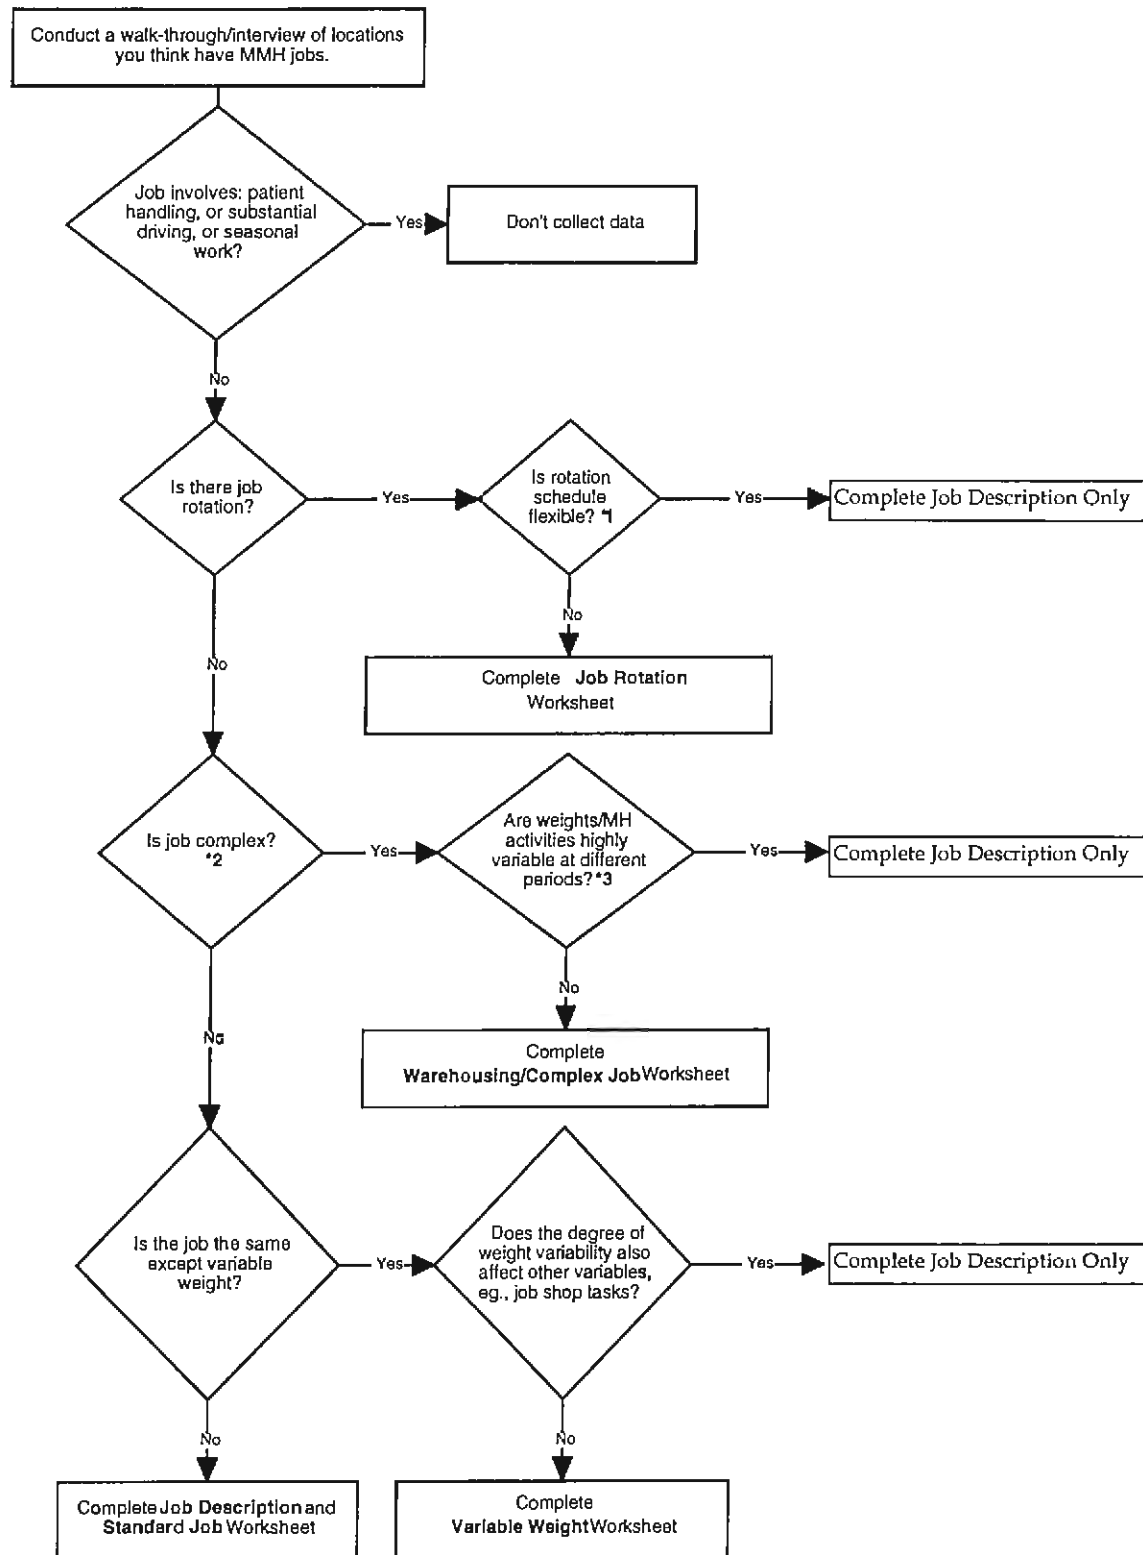 Conduct a walk-through/interview of locations
you think have MMH jobs.
Job involves: patient
handling, or substantial
driving, or seasonal
work?
Yes
Don't collect data
No
Is there job
rotation?
Yes
Is rotation
schedule
flexible? *1
Yes
Complete Job Description Only
No
Complete Job Rotation
Worksheet
No
Is job complex?
*2
Yes
Are weights/MH
activities highly
variable at different
periods? *3
Yes
Complete Job Description Only
No
Complete
Warehousing/Complex Job Worksheet
No
Is the job the same
except variable
weight?
Yes
Does the degree of
weight variability also
affect other variables,
eg., job shop tasks?
Yes
Complete Job Description Only
No
Complete Job Description and
Standard Job Worksheet
No
Complete
Variable Weight Worksheet